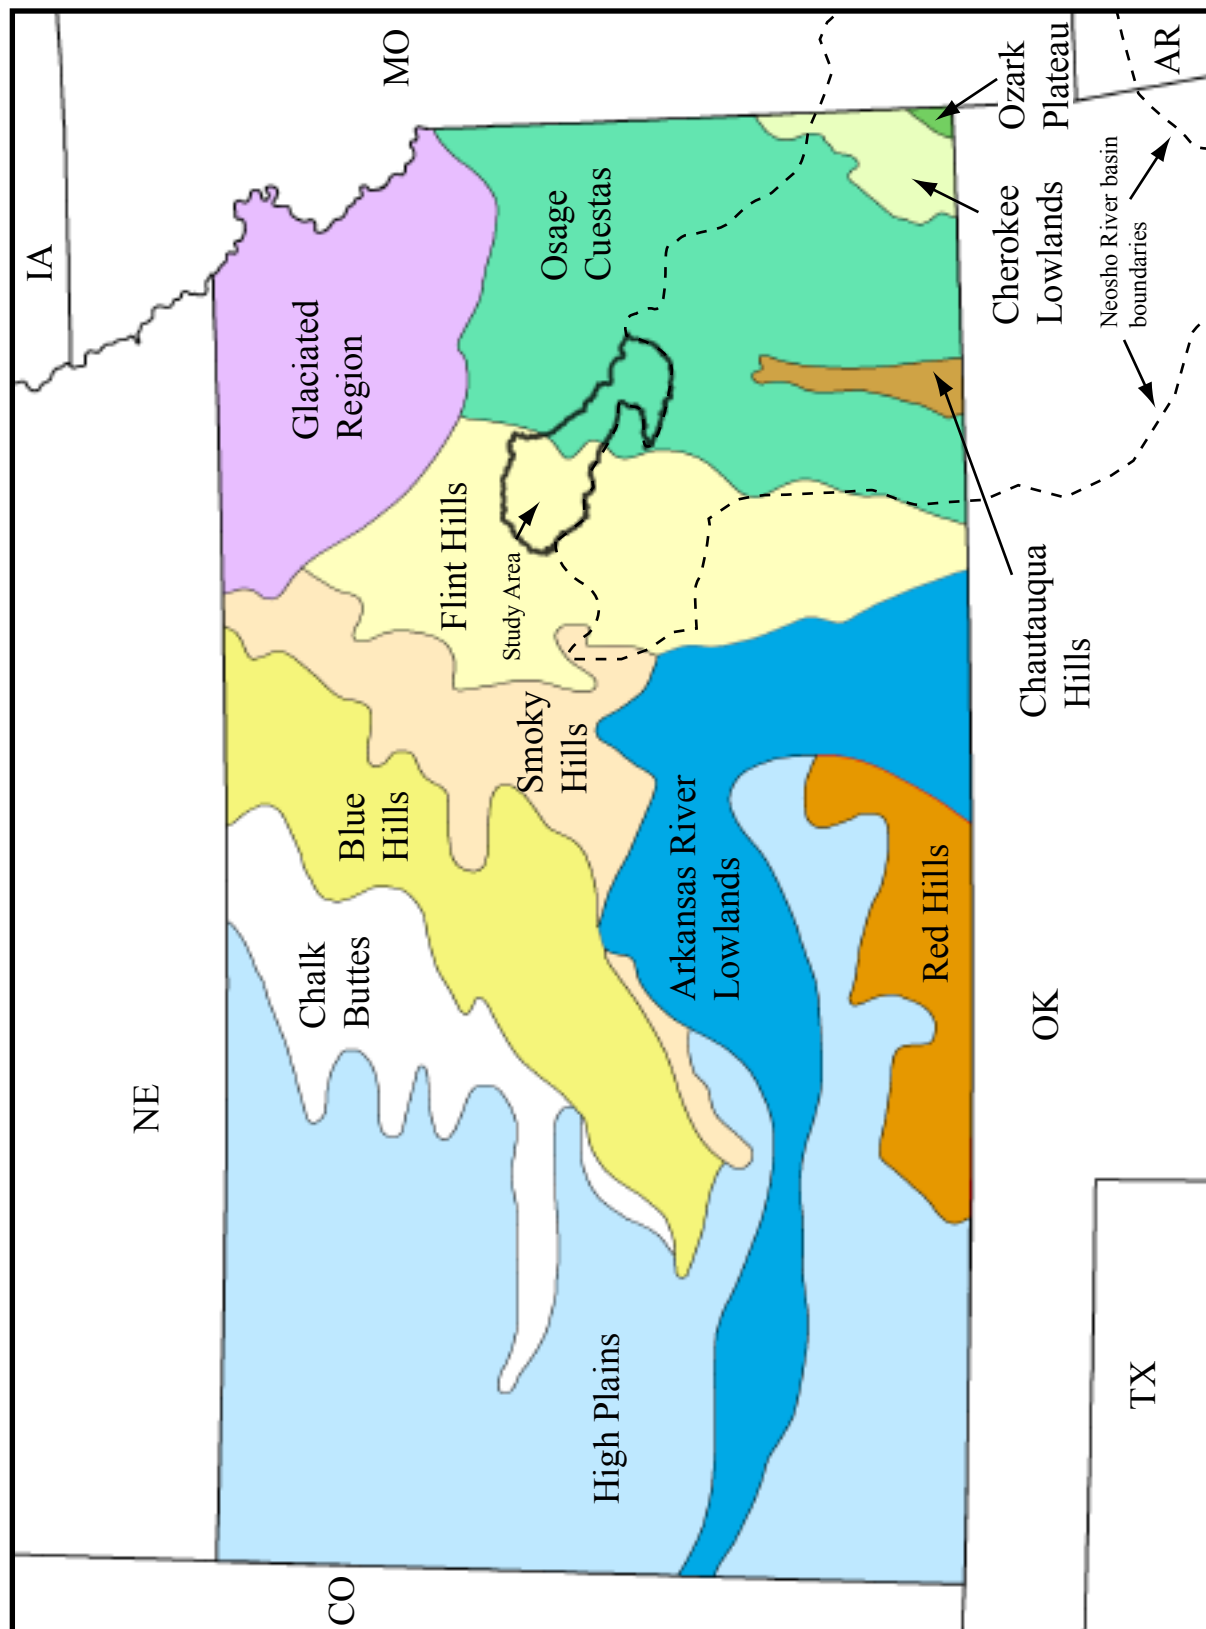 IA
MO
NE
CO
Glaciated
Region
Osage
Cuestas
Flint Hills
Study Area
Smoky
Hills
Blue
Hills
Chalk
Buttes
High Plains
Arkansas River
Lowlands
Red Hills
Chautauqua
Hills
Cherokee
Lowlands
Ozark
Plateau
Neosho River basin
boundaries
AR
OK
TX